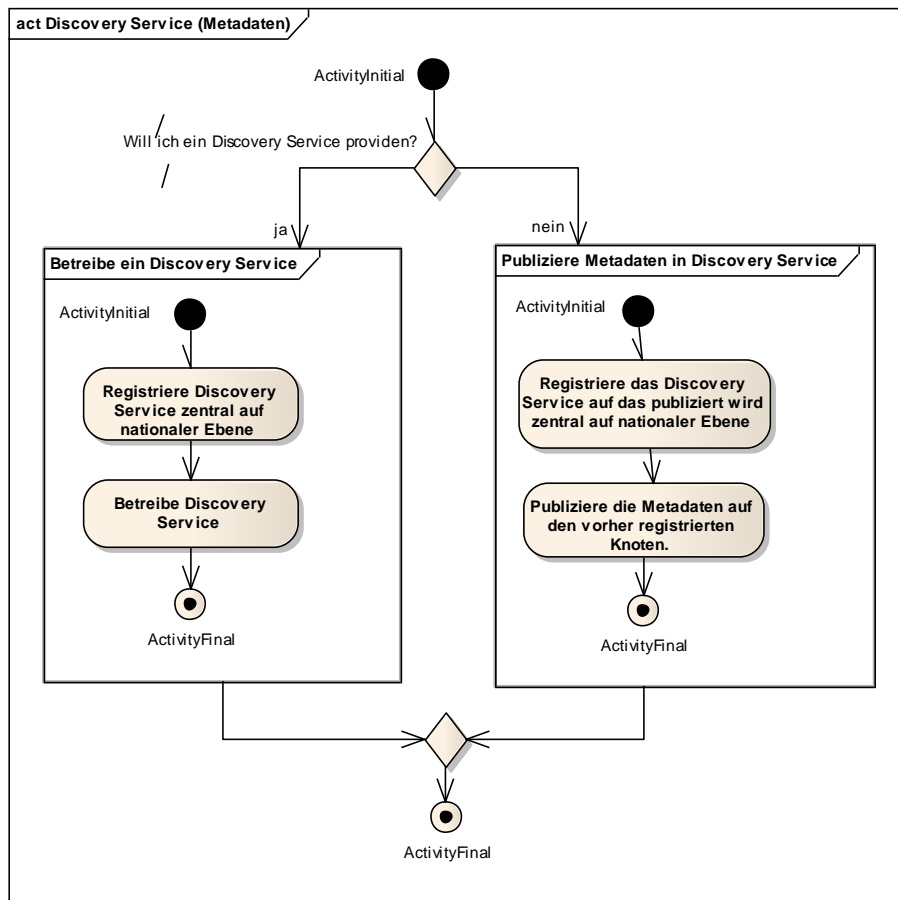 act Discovery Service (Metadaten)
ActivityInitial
Will ich ein Discovery Service providen?
ja
nein
Betreibe ein Discovery Service
ActivityInitial
Registriere Discovery
Service zentral auf
nationaler Ebene
Betreibe Discovery
Service
ActivityFinal
Publiziere Metadaten in Discovery Service
ActivityInitial
Registriere das Discovery
Service auf das publiziert wird
zentral auf nationaler Ebene
Publiziere die Metadaten auf
den vorher registrierten
Knoten.
ActivityFinal
ActivityFinal